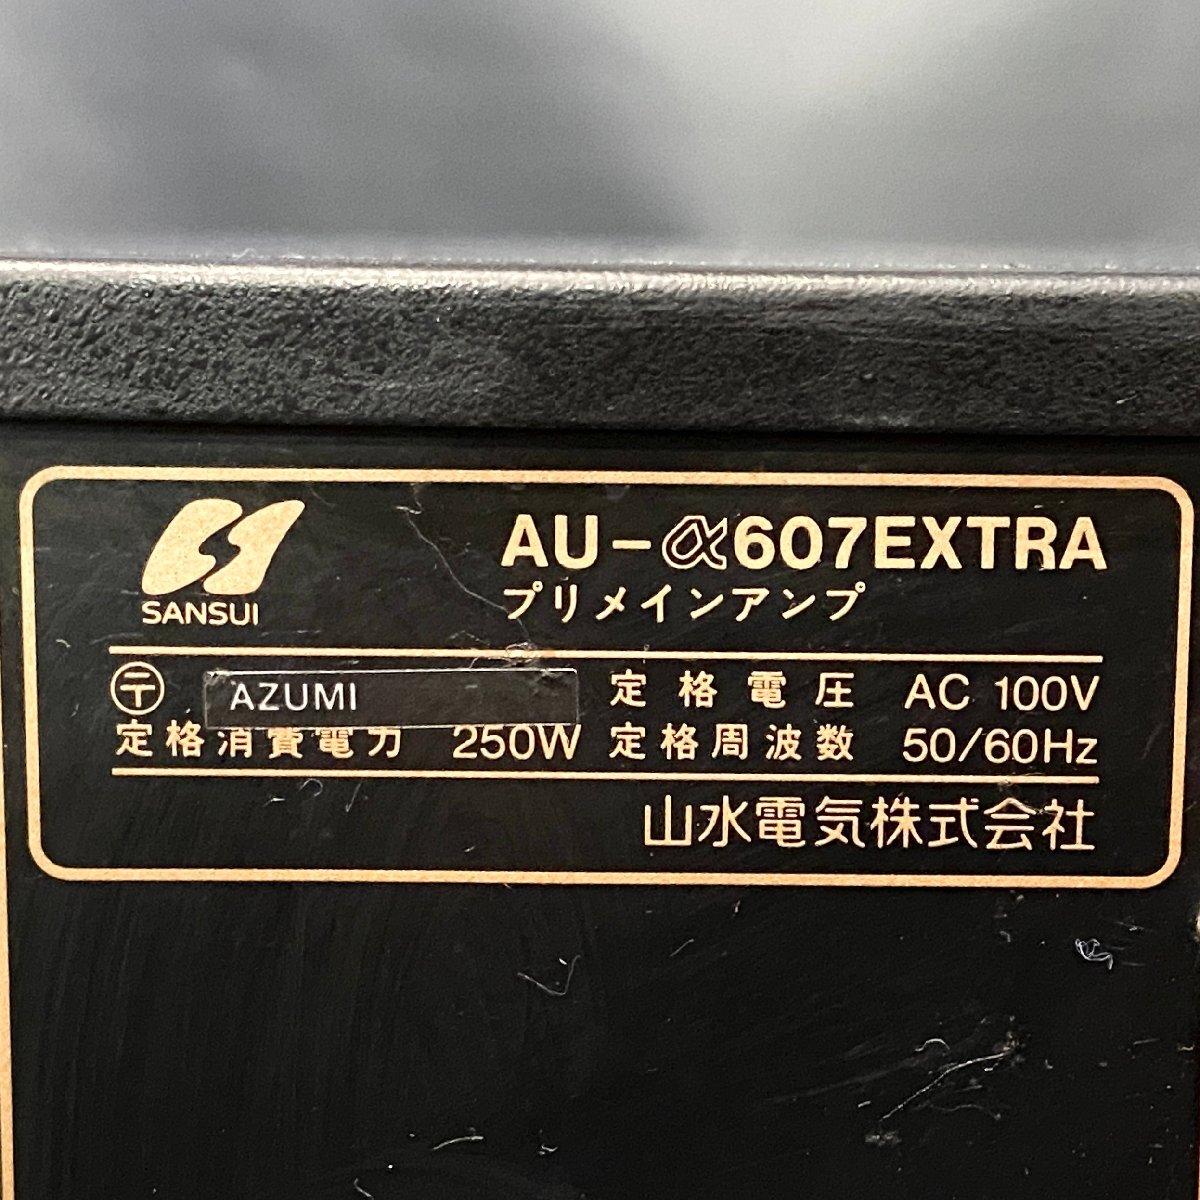 SANSUI
AU-α607EXTRA
プリメインアンプ
〒 AZUMI 定格電圧 AC 100V
定格消費電力 250W 定格周波数 50/60Hz
山水電気株式会社